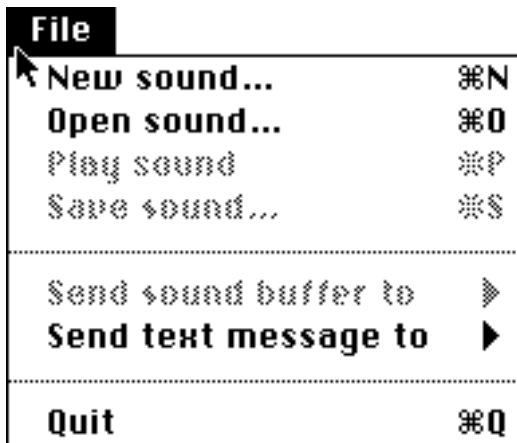 File
New sound... ⌘N
Open sound... ⌘O
Play sound ⌘P
Save sound... ⌘S
Send sound buffer to ▶
Send text message to ▶
Quit ⌘Q